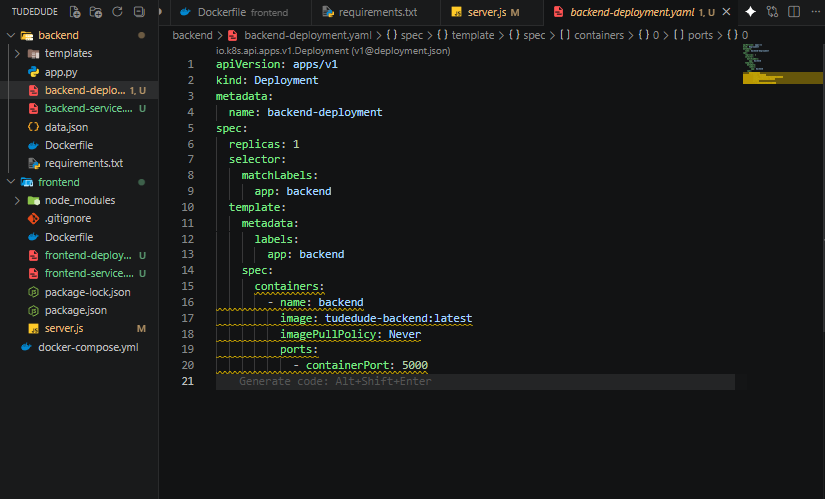 TUDEDUDE
Dockerfile frontend
requirements.txt
server.js M
backend-deployment.yaml 1, U
backend
templates
app.py
backend-deplo... 1, U
backend-service.... U
data.json
Dockerfile
requirements.txt
frontend
node_modules
.gitignore
Dockerfile
frontend-deploy... U
frontend-service.... U
package-lock.json
package.json
server.js M
docker-compose.yml
backend > backend-deployment.yaml > {} spec > {} template > {} spec > [ ] containers > {} 0 > [ ] ports > {} 0
io.k8s.api.apps.v1.Deployment (v1@deployment.json)
1 apiVersion: apps/v1
2 kind: Deployment
3 metadata:
4 name: backend-deployment
5 spec:
6 replicas: 1
7 selector:
8 matchLabels:
9 app: backend
10 template:
11 metadata:
12 labels:
13 app: backend
14 spec:
15 containers:
16 - name: backend
17 image: tudedude-backend:latest
18 imagePullPolicy: Never
19 ports:
20 - containerPort: 5000
21 Generate code: Alt+Shift+Enter